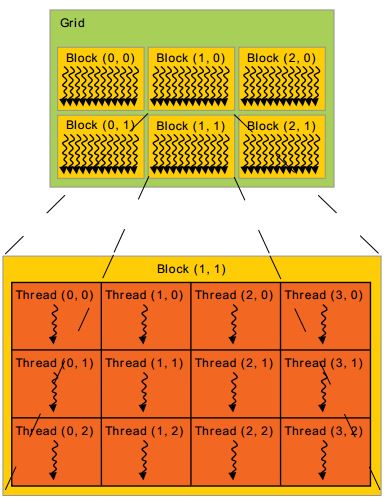 Grid
Block (0, 0) Block (1, 0) Block (2, 0)
Block (0, 1) Block (1, 1) Block (2, 1)
Block (1, 1)
Thread (0, 0) Thread (1, 0) Thread (2, 0) Thread (3, 0)
Thread (0, 1) Thread (1, 1) Thread (2, 1) Thread (3, 1)
Thread (0, 2) Thread (1, 2) Thread (2, 2) Thread (3, 2)